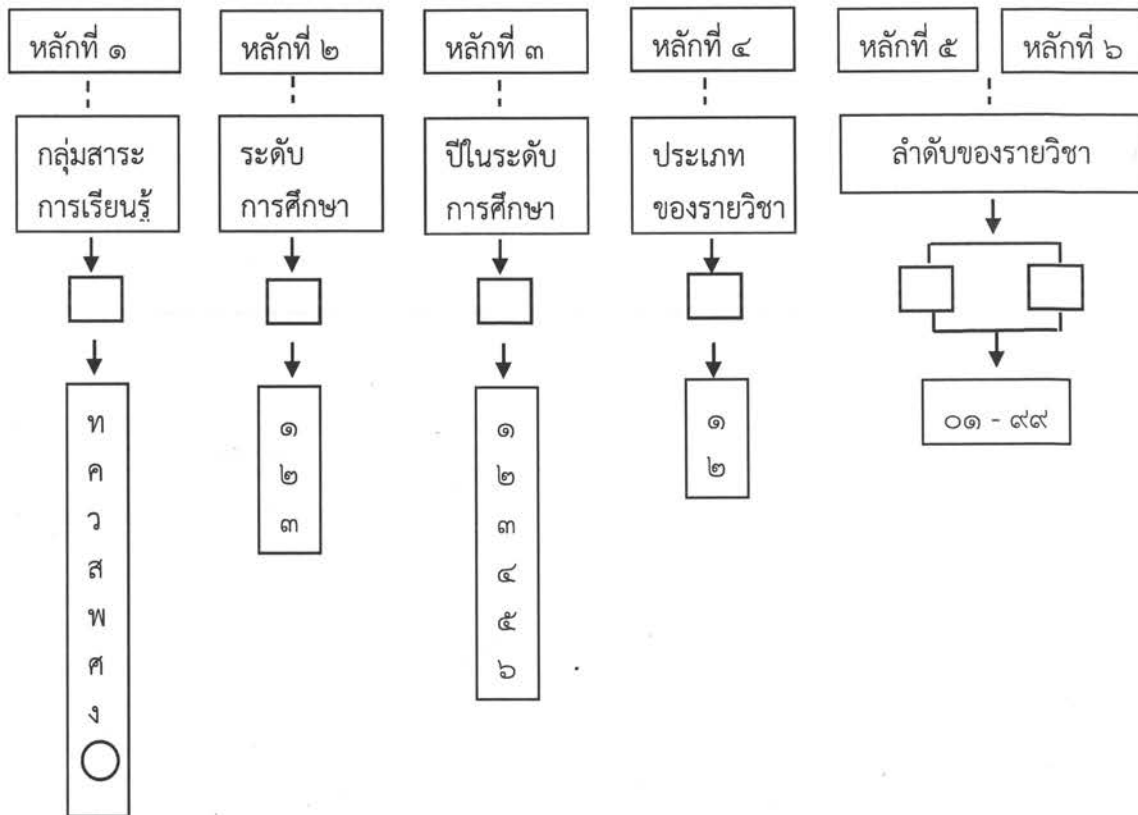 หลักที่ ๑
หลักที่ ๒
หลักที่ ๓
หลักที่ ๔
หลักที่ ๕
หลักที่ ๖
กลุ่มสาระ
การเรียนรู้
ระดับ
การศึกษา
ปีในระดับ
การศึกษา
ประเภท
ของรายวิชา
ลำดับของรายวิชา
ท
ค
ว
ส
พ
ศ
ง
๑
๒
๓
๑
๒
๓
๔
๕
๖
๑
๒
๐๑ - ๙๙